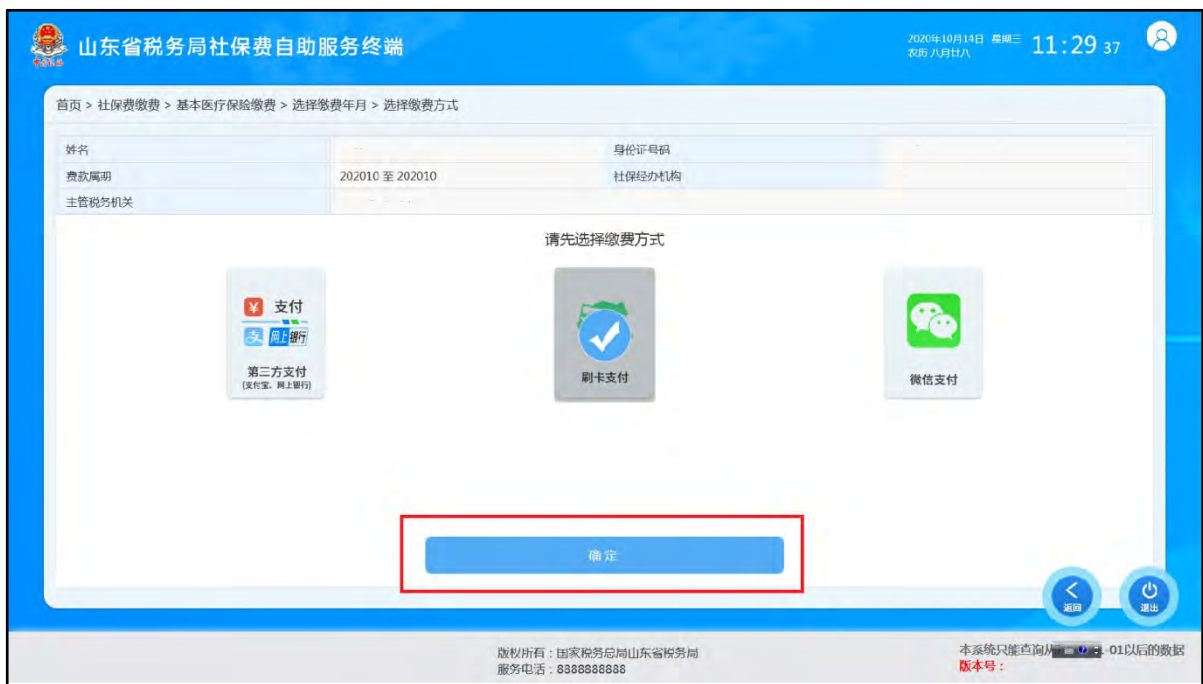 山东省税务局社保费自助服务终端
2020年10月14日 星期三
农历 八月廿八
11:29 37
首页 > 社保费缴费 > 基本医疗保险缴费 > 选择缴费年月 > 选择缴费方式
姓名 身份证号码
费款属期 202010 至 202010 社保经办机构
主管税务机关
请先选择缴费方式
¥ 支付
支 网上银行
第三方支付
(支付宝、网上银行)
刷卡支付
微信支付
确定
返回
退出
版权所有:国家税务总局山东省税务局
服务电话:8888888888
本系统只能查询从 -01以后的数据
版本号: